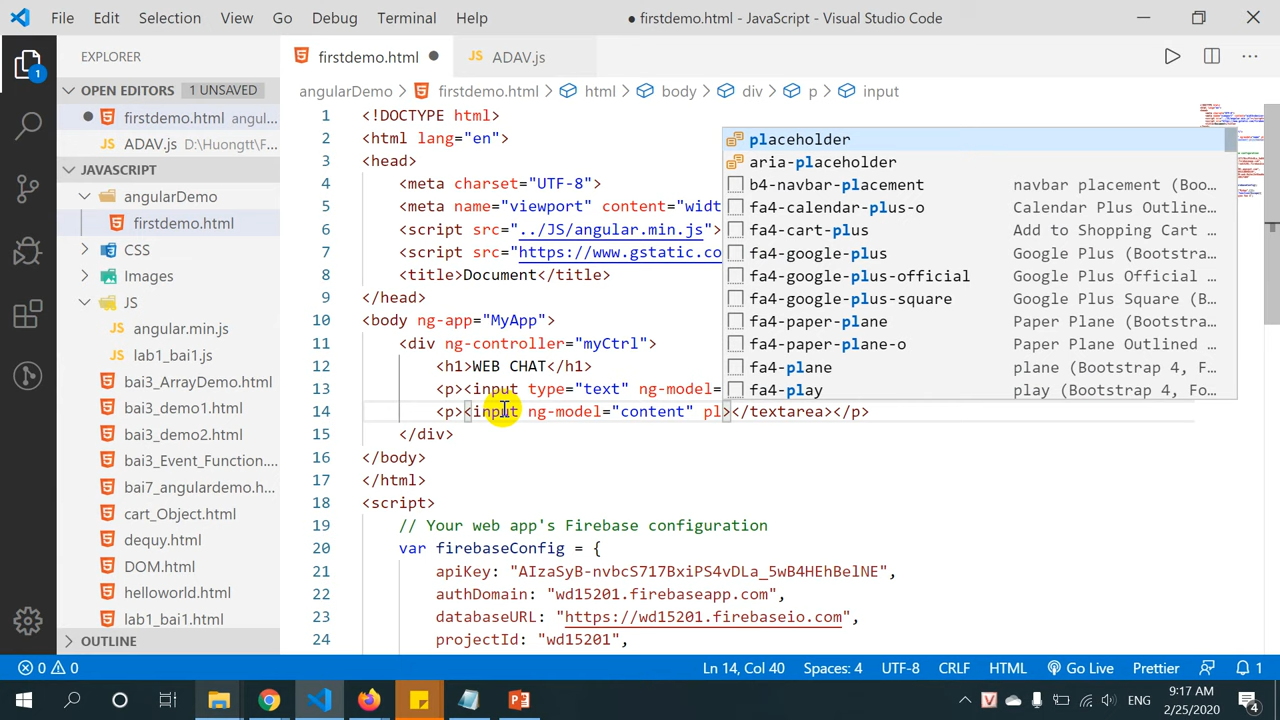 File Edit Selection View Go Debug Terminal Help
● firstdemo.html - JavaScript - Visual Studio Code
EXPLORER
firstdemo.html
JS ADAV.js
OPEN EDITORS 1 UNSAVED
angularDemo > firstdemo.html > html > body > div > p > input
firstdemo.html angul...
ADAV.js D:\Huongtt\F...
JAVASCRIPT
angularDemo
firstdemo.html
CSS
Images
JS
JS angular.min.js
JS lab1_bai1.js
bai3_ArrayDemo.html
bai3_demo1.html
bai3_demo2.html
bai3_Event_Function....
bai7_angulardemo.h...
cart_Object.html
dequy.html
DOM.html
helloworld.html
lab1_bai1.html
OUTLINE
1 <!DOCTYPE html>
2 <html lang="en">
3 <head>
4 <meta charset="UTF-8">
5 <meta name="viewport" content="widt
6 <script src="../JS/angular.min.js">
7 <script src="https://www.gstatic.co
8 <title>Document</title>
9 </head>
10 <body ng-app="MyApp">
11 <div ng-controller="myCtrl">
12 <h1>WEB CHAT</h1>
13 <p><input type="text" ng-model=
14 <p><input ng-model="content" pl></textarea></p>
15 </div>
16 </body>
17 </html>
18 <script>
19 // Your web app's Firebase configuration
20 var firebaseConfig = {
21 apiKey: "AIzaSyB-nvbcS717BxiPS4vDLa_5wB4HEhBelNE",
22 authDomain: "wd15201.firebaseapp.com",
23 databaseURL: "https://wd15201.firebaseio.com",
24 projectId: "wd15201",
placeholder
aria-placeholder
b4-navbar-placement navbar placement (Boo...
fa4-calendar-plus-o Calendar Plus Outline...
fa4-cart-plus Add to Shopping Cart ...
fa4-google-plus Google Plus (Bootstra...
fa4-google-plus-official Google Plus Official ...
fa4-google-plus-square Google Plus Square (B...
fa4-paper-plane Paper Plane (Bootstra...
fa4-paper-plane-o Paper Plane Outlined ...
fa4-plane plane (Bootstrap 4, F...
fa4-play play (Bootstrap 4, Fo...
0 0
Ln 14, Col 40 Spaces: 4 UTF-8 CRLF HTML Go Live Prettier 1
ENG
9:17 AM
2/25/2020
4